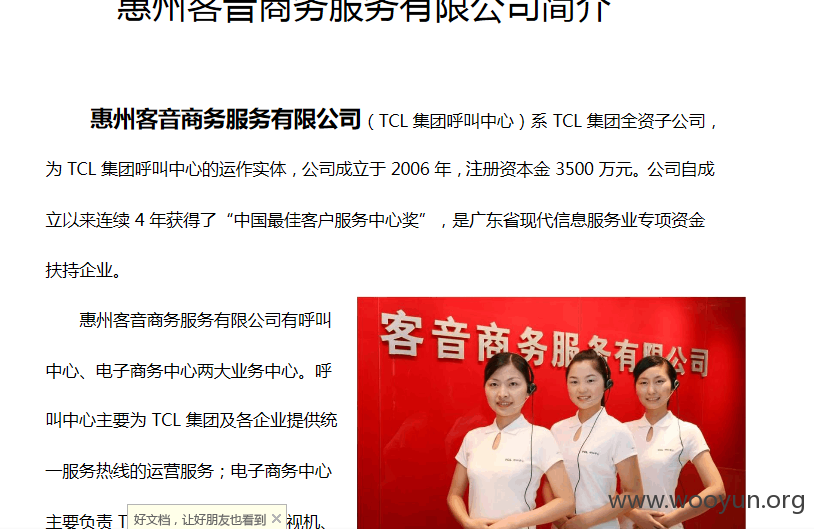 惠州客音商务服务有限公司简介
惠州客音商务服务有限公司（TCL 集团呼叫中心）系 TCL 集团全资子公司，
为 TCL 集团呼叫中心的运作实体，公司成立于 2006 年，注册资本金 3500 万元。公司自成
立以来连续 4 年获得了“中国最佳客户服务中心奖”，是广东省现代信息服务业专项资金
扶持企业。
惠州客音商务服务有限公司有呼叫
中心、电子商务中心两大业务中心。呼
叫中心主要为 TCL 集团及各企业提供统
一服务热线的运营服务；电子商务中心
主要负责 T
视机、
客音商务服务有限公司
好文档，让好朋友也看到
www.wooyun.org